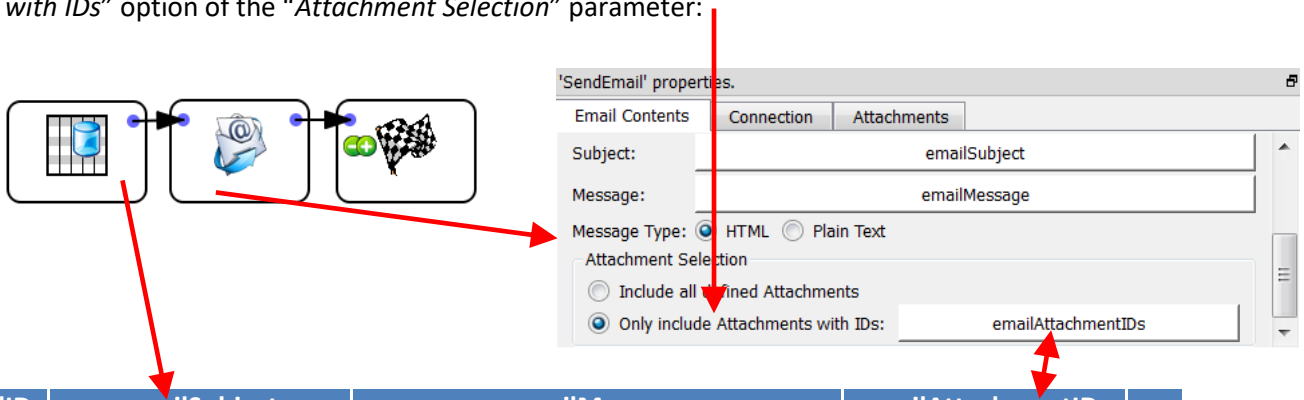 with IDs” option of the “Attachment Selection” parameter:
'SendEmail' properties.
Email Contents Connection Attachments
Subject: emailSubject
Message: emailMessage
Message Type: HTML Plain Text
Attachment Selection
Include all defined Attachments
Only include Attachments with IDs: emailAttachmentIDs